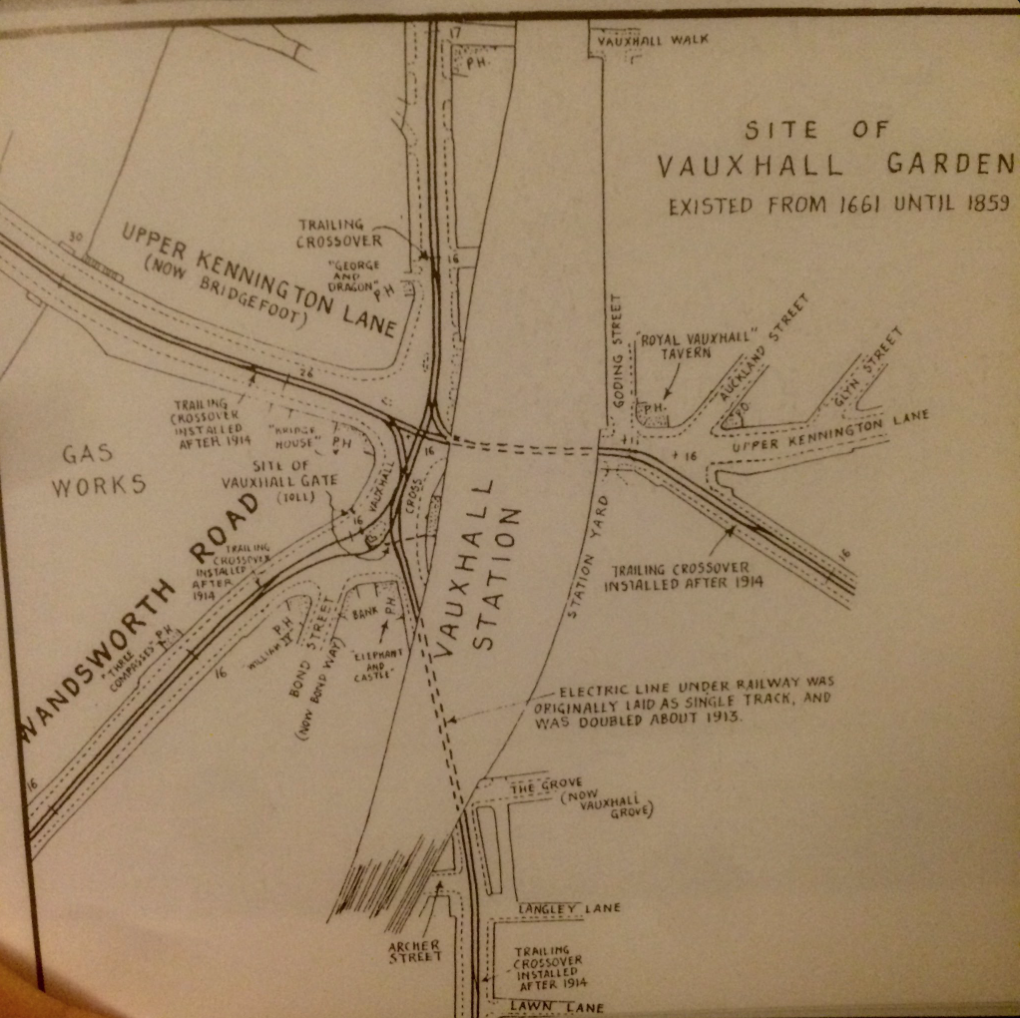 17
P.H.
VAUXHALL WALK
SITE OF
VAUXHALL GARDEN
EXISTED FROM 1661 UNTIL 1859
TRAILING
CROSSOVER
16
"GEORGE
AND
DRAGON"
PH
30
UPPER KENNINGTON LANE
(NOW BRIDGEFOOT)
GODING STREET
"ROYAL VAUXHALL"
TAVERN
P.H.
AUCKLAND STREET
GLYN STREET
UPPER KENNINGTON LANE
+ 16
26
TRAILING
CROSSOVER
INSTALLED
AFTER 1914
"BRIDGE
HOUSE"
PH
16
GAS
WORKS
SITE OF
VAUXHALL GATE
(TOLL)
VAUXHALL
CROSS
16
WANDSWORTH ROAD
TRAILING
CROSSOVER
INSTALLED
AFTER
1914
VAUXHALL
STATION
STATION YARD
TRAILING CROSSOVER
INSTALLED AFTER 1914
16
"THREE
COMPASSES"
PH
16
PH
BOND STREET
(NOW BOND WAY)
BANK
PH
"ELEPHANT
AND
CASTLE"
ELECTRIC LINE UNDER RAILWAY WAS
ORIGINALLY LAID AS SINGLE TRACK, AND
WAS DOUBLED ABOUT 1913.
16
THE GROVE
(NOW
VAUXHALL
GROVE)
LANGLEY LANE
ARCHER
STREET
TRAILING
CROSSOVER
INSTALLED
AFTER 1914
LAWN LANE